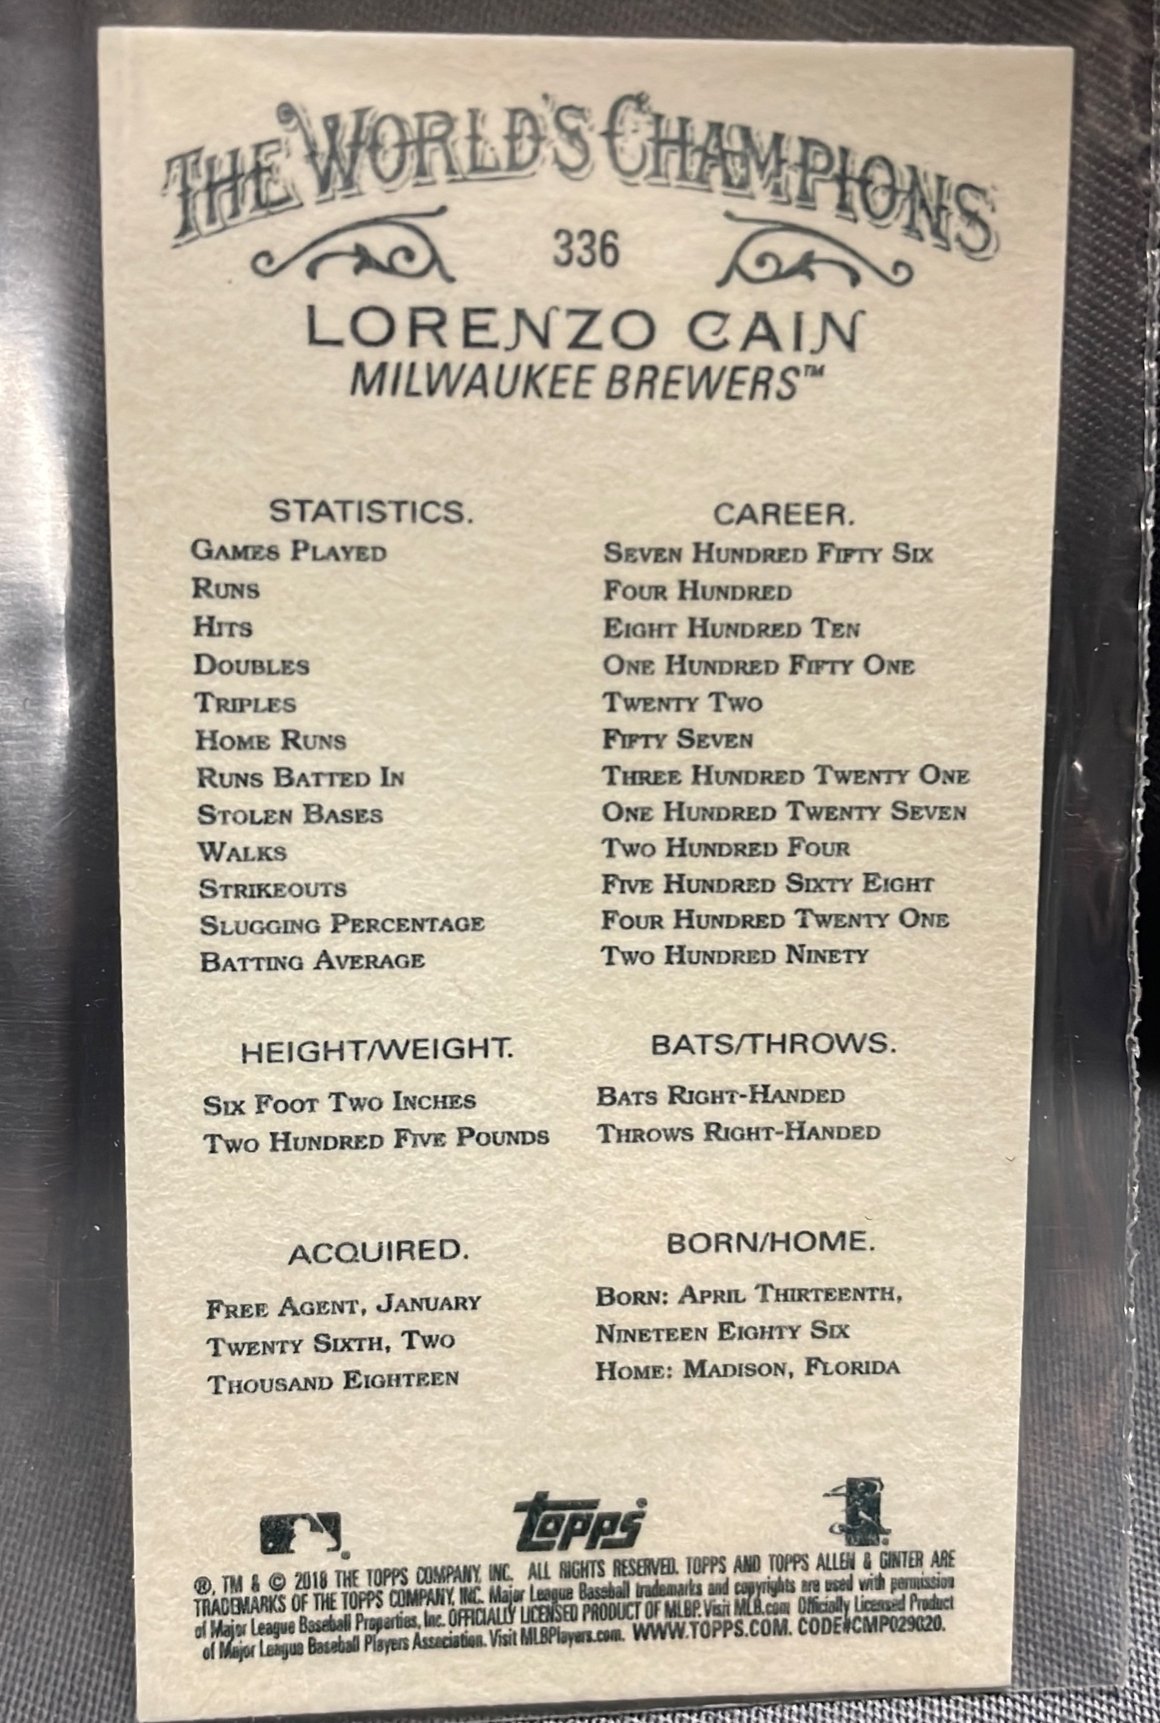 THE WORLD'S CHAMPIONS
336
LORENZO CAIN
MILWAUKEE BREWERS™
STATISTICS.
GAMES PLAYED
RUNS
HITS
DOUBLES
TRIPLES
HOME RUNS
RUNS BATTED IN
STOLEN BASES
WALKS
STRIKEOUTS
SLUGGING PERCENTAGE
BATTING AVERAGE
CAREER.
SEVEN HUNDRED FIFTY SIX
FOUR HUNDRED
EIGHT HUNDRED TEN
ONE HUNDRED FIFTY ONE
TWENTY TWO
FIFTY SEVEN
THREE HUNDRED TWENTY ONE
ONE HUNDRED TWENTY SEVEN
TWO HUNDRED FOUR
FIVE HUNDRED SIXTY EIGHT
FOUR HUNDRED TWENTY ONE
TWO HUNDRED NINETY
HEIGHT/WEIGHT.
SIX FOOT TWO INCHES
TWO HUNDRED FIVE POUNDS
BATS/THROWS.
BATS RIGHT-HANDED
THROWS RIGHT-HANDED
ACQUIRED.
FREE AGENT, JANUARY
TWENTY SIXTH, TWO
THOUSAND EIGHTEEN
BORN/HOME.
BORN: APRIL THIRTEENTH,
NINETEEN EIGHTY SIX
HOME: MADISON, FLORIDA
topps®
®, TM & © 2018 THE TOPPS COMPANY, INC. ALL RIGHTS RESERVED. TOPPS AND TOPPS ALLEN & GINTER ARE
TRADEMARKS OF THE TOPPS COMPANY, INC. Major League Baseball trademarks and copyrights are used with permission
of Major League Baseball Properties, Inc. OFFICIALLY LICENSED PRODUCT OF MLBP. Visit MLB.com Officially Licensed Product
of Major League Baseball Players Association. Visit MLBPlayers.com. WWW.TOPPS.COM. CODE#CMP029020.